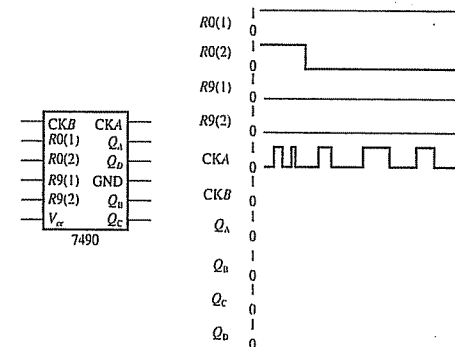 CKB CKA
R0(1) QA
R0(2) QD
R9(1) GND
R9(2) QB
Vcc QC
7490
R0(1) 1 0
R0(2) 1 0
R9(1) 1 0
R9(2) 1 0
CKA 1 0
CKB 1 0
QA 1 0
QB 1 0
QC 1 0
QD 1 0